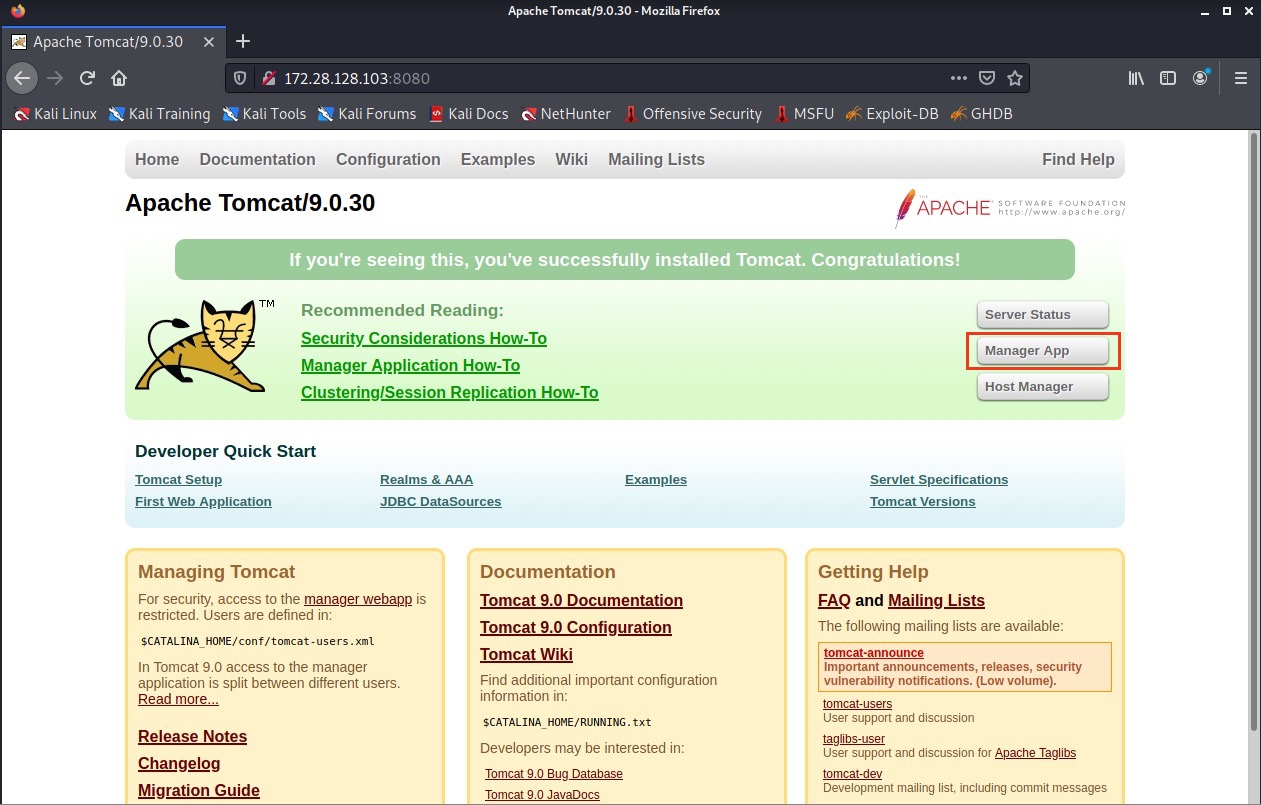 Apache Tomcat/9.0.30 - Mozilla Firefox
Apache Tomcat/9.0.30
172.28.128.103:8080
Kali Linux Kali Training Kali Tools Kali Forums Kali Docs NetHunter Offensive Security MSFU Exploit-DB GHDB
Home Documentation Configuration Examples Wiki Mailing Lists Find Help
Apache Tomcat/9.0.30
THE APACHE SOFTWARE FOUNDATION
http://www.apache.org/
If you're seeing this, you've successfully installed Tomcat. Congratulations!
TM
Recommended Reading:
Security Considerations How-To
Manager Application How-To
Clustering/Session Replication How-To
Server Status
Manager App
Host Manager
Developer Quick Start
Tomcat Setup Realms & AAA Examples Servlet Specifications
First Web Application JDBC DataSources Tomcat Versions
Managing Tomcat
For security, access to the manager webapp is
restricted. Users are defined in:
$CATALINA_HOME/conf/tomcat-users.xml
In Tomcat 9.0 access to the manager
application is split between different users.
Read more...
Release Notes
Changelog
Migration Guide
Documentation
Tomcat 9.0 Documentation
Tomcat 9.0 Configuration
Tomcat Wiki
Find additional important configuration
information in:
$CATALINA_HOME/RUNNING.txt
Developers may be interested in:
Tomcat 9.0 Bug Database
Tomcat 9.0 JavaDocs
Getting Help
FAQ and Mailing Lists
The following mailing lists are available:
tomcat-announce
Important announcements, releases, security
vulnerability notifications. (Low volume).
tomcat-users
User support and discussion
taglibs-user
User support and discussion for Apache Taglibs
tomcat-dev
Development mailing list, including commit messages